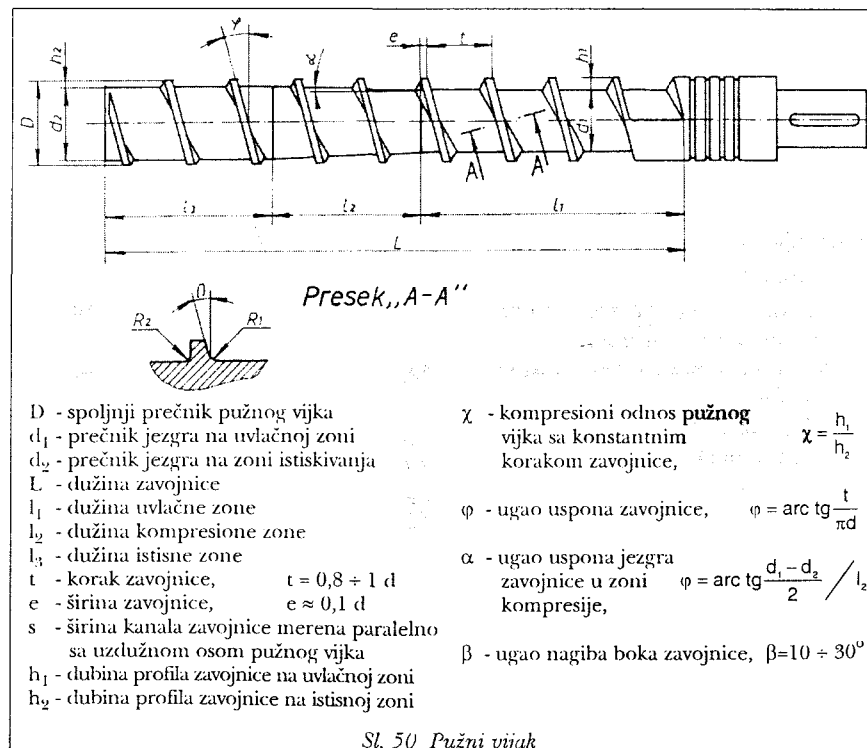 φ
α
e
t
h₂
h₁
D
d₂
d₁
A
A
l₃
l₂
l₁
L
Presek „A-A"
R₂
R₁
D - spoljnji prečnik pužnog vijka
d₁ - prečnik jezgra na uvlačnoj zoni
d₂ - prečnik jezgra na zoni istiskivanja
L - dužina zavojnice
l₁ - dužina uvlačne zone
l₂ - dužina kompresione zone
l₃ - dužina istisne zone
t - korak zavojnice, t = 0,8 ÷ 1 d
e - širina zavojnice, e ≈ 0,1 d
s - širina kanala zavojnice merena paralelno
sa uzdužnom osom pužnog vijka
h₁ - dubina profila zavojnice na uvlačnoj zoni
h₂ - dubina profila zavojnice na istisnoj zoni
χ - kompresioni odnos pužnog
vijka sa konstantnim
korakom zavojnice,
χ = h₁/h₂
φ - ugao uspona zavojnice, φ = arc tg t/πd
α - ugao uspona jezgra
zavojnice u zoni
kompresije,
φ = arc tg (d₁ – d₂)/2 / l₂
β - ugao nagiba boka zavojnice, β=10 ÷ 30°
Sl. 50 Pužni vijak